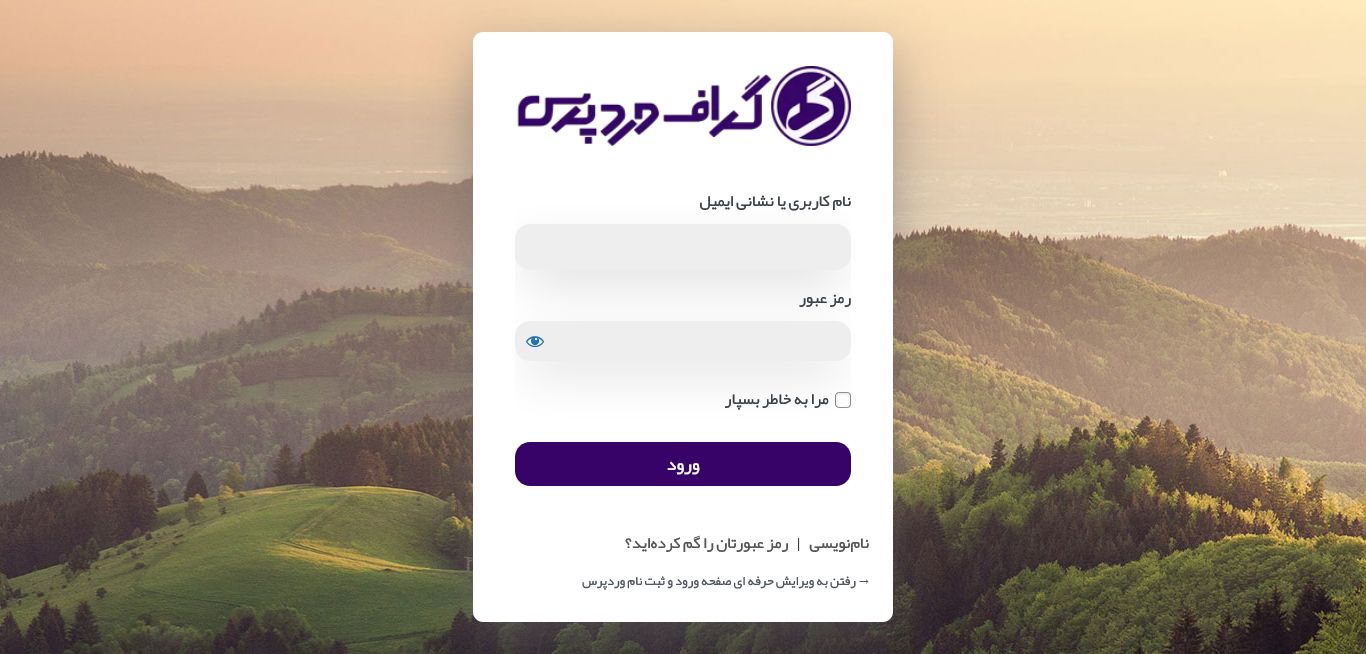 گراف وردپرس
نام کاربری یا نشانی ایمیل
رمز عبور
مرا به خاطر بسپار
ورود
نام‌نویسی | رمز عبورتان را گم کرده‌اید؟
→ رفتن به ویرایش حرفه ای صفحه ورود و ثبت نام وردپرس